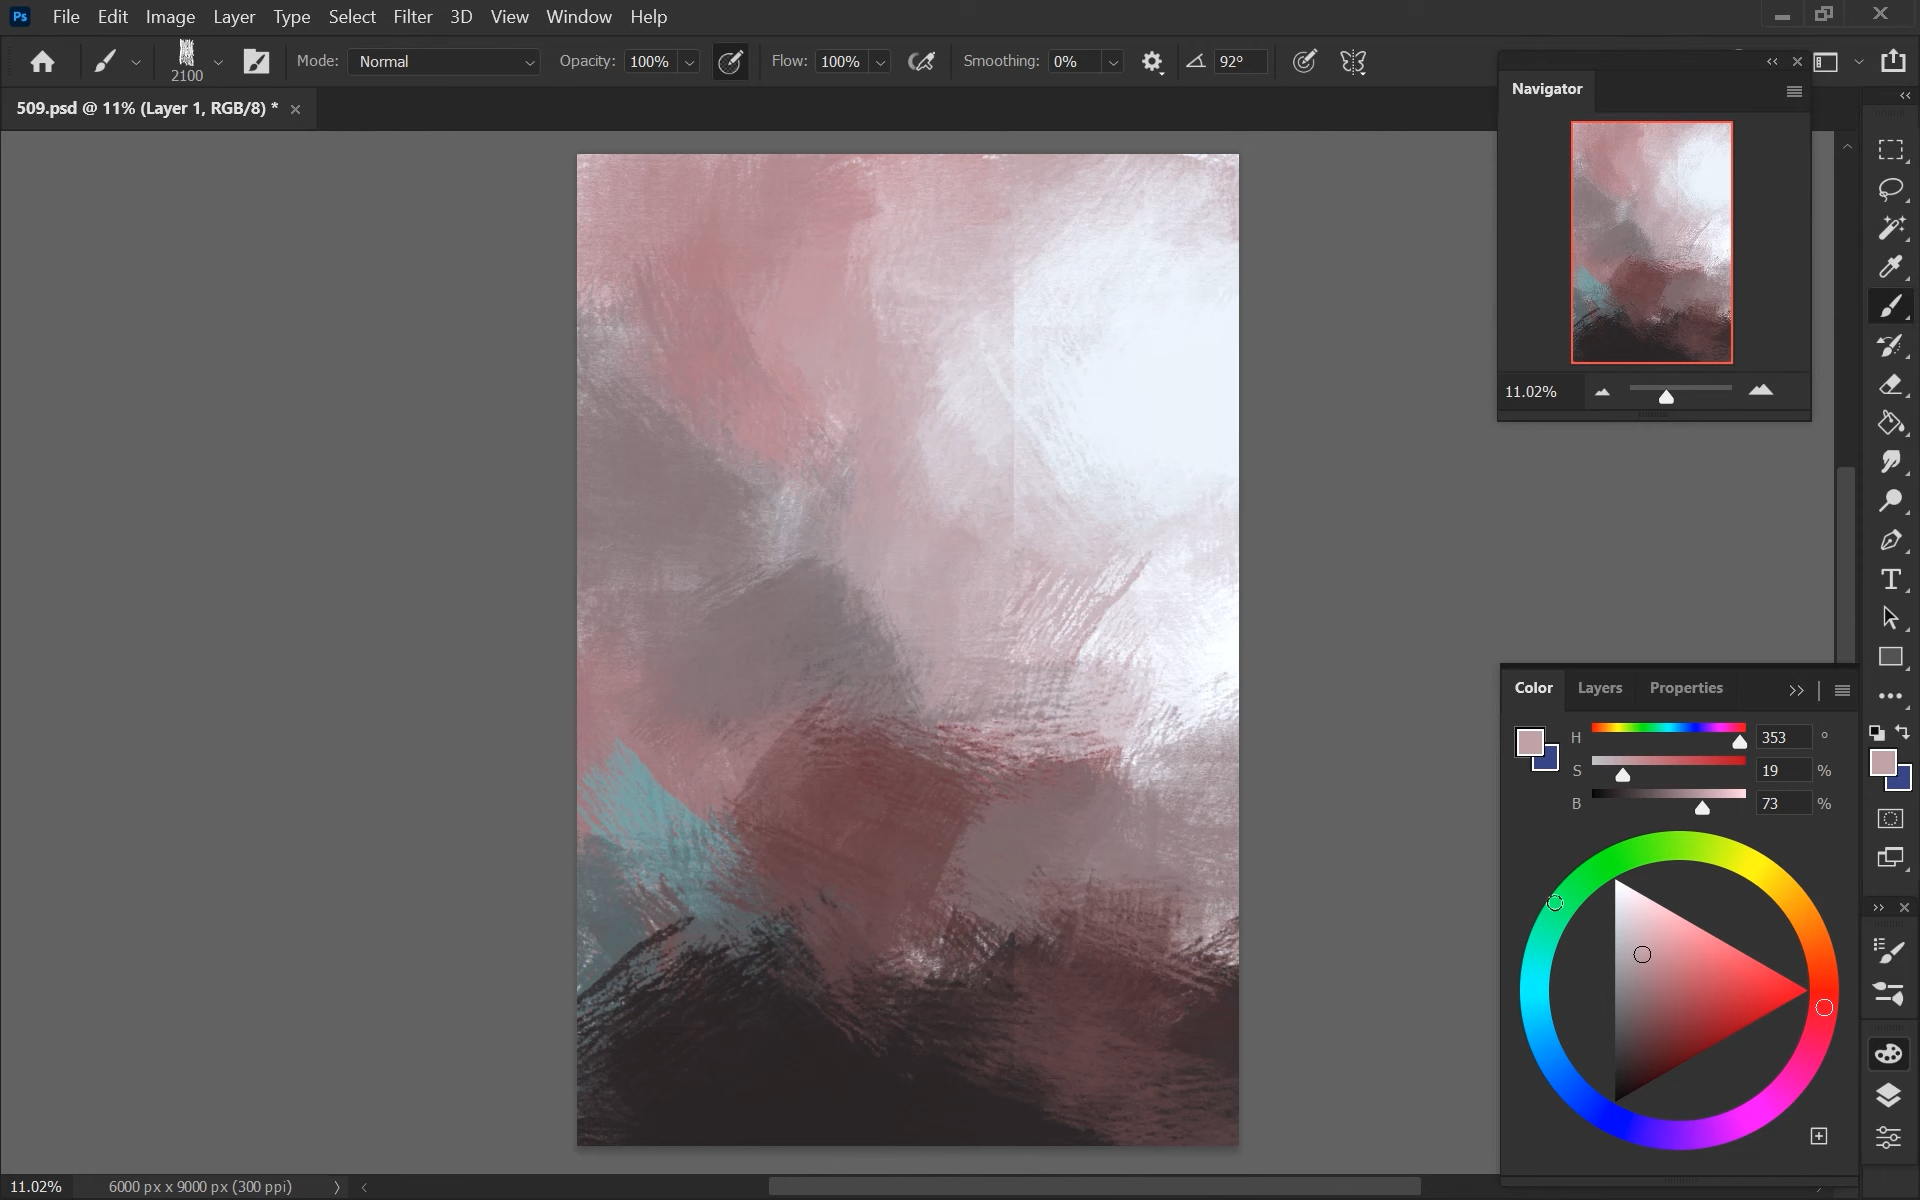 Ps File Edit Image Layer Type Select Filter 3D View Window Help
2100 Mode: Normal Opacity: 100% Flow: 100% Smoothing: 0% 92°
509.psd @ 11% (Layer 1, RGB/8) *
Navigator
11.02%
Color Layers Properties
H 353 °
S 19 %
B 73 %
11.02% 6000 px x 9000 px (300 ppi)